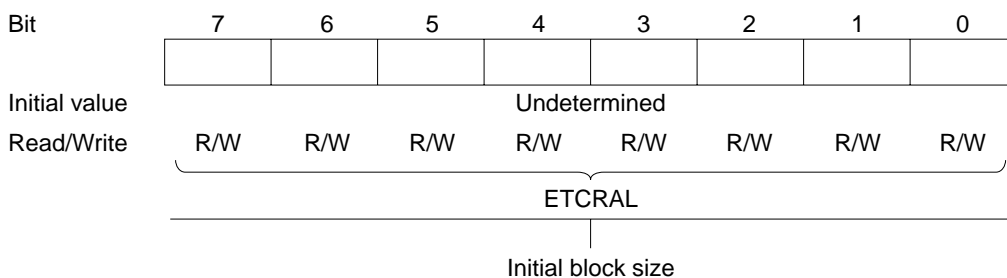 Bit 7 6 5 4 3 2 1 0
Initial value Undetermined
Read/Write R/W R/W R/W R/W R/W R/W R/W R/W
ETCRAL
Initial block size